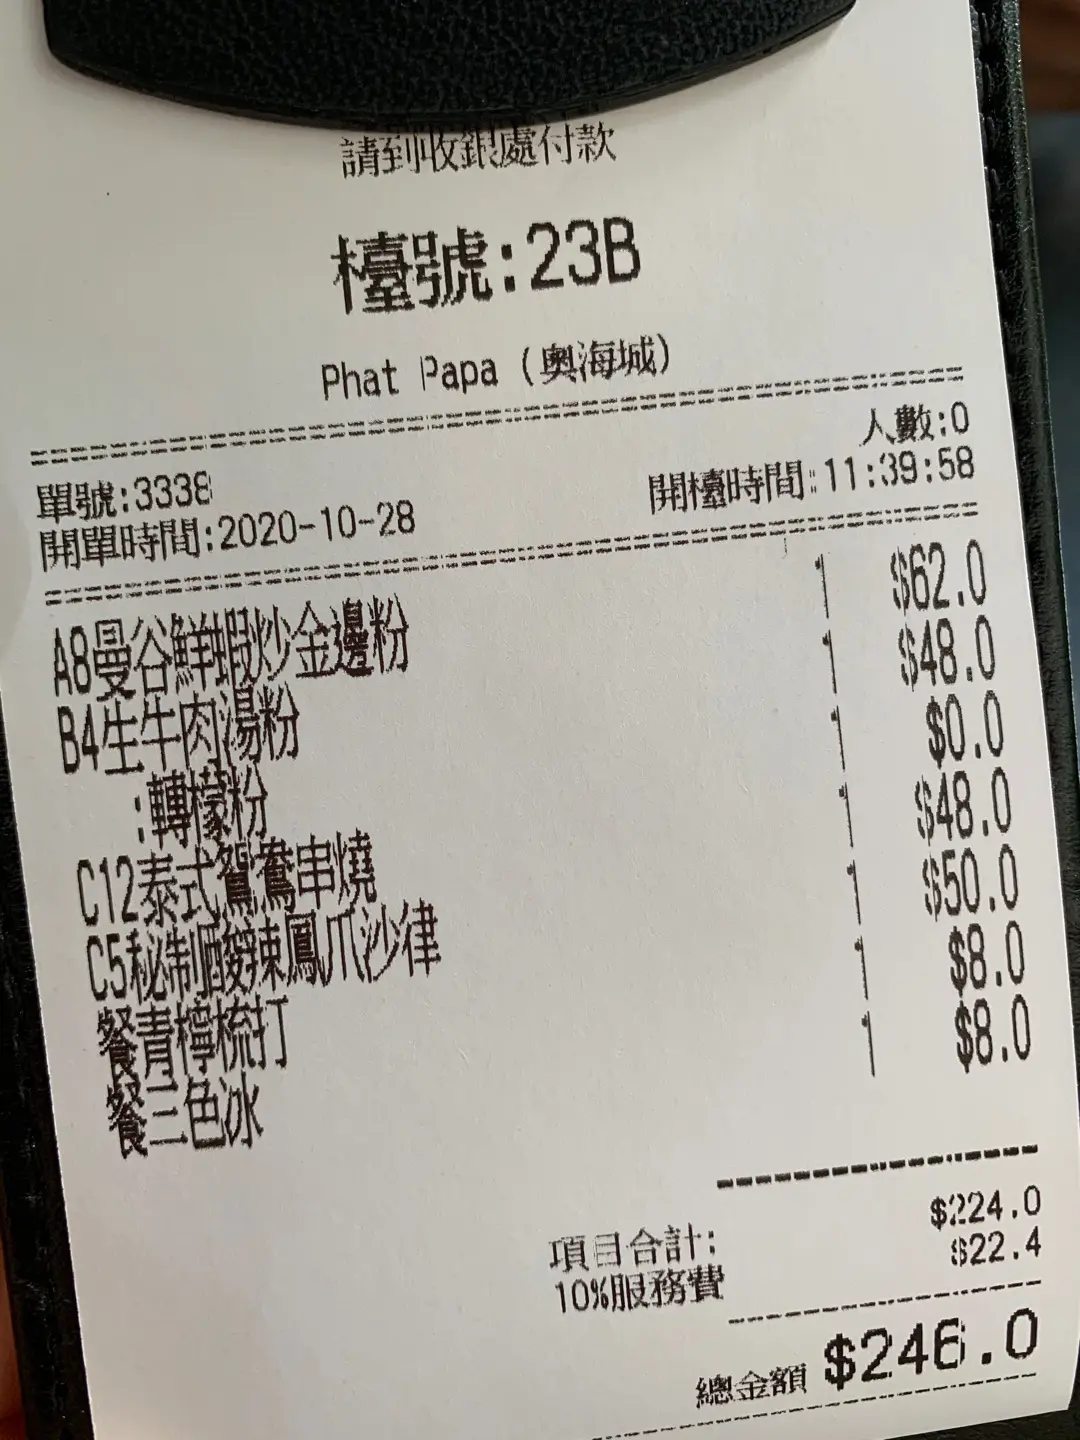 請到收銀處付款
檯號:23B
Phat Papa (奧海城)
人數:0
單號:3338
開檯時間:11:39:58
開單時間:2020-10-28
A8曼谷鮮蝦炒金邊粉 1 $62.0
B4生牛肉湯粉 1 $48.0
:轉檬粉 1 $0.0
C12泰式鴛鴦串燒 1 $48.0
C5秘制酸辣鳳爪沙律 1 $50.0
餐青檸梳打 1 $8.0
餐三色冰 1 $8.0
項目合計: $224.0
10%服務費 $22.4
總金額 $246.0